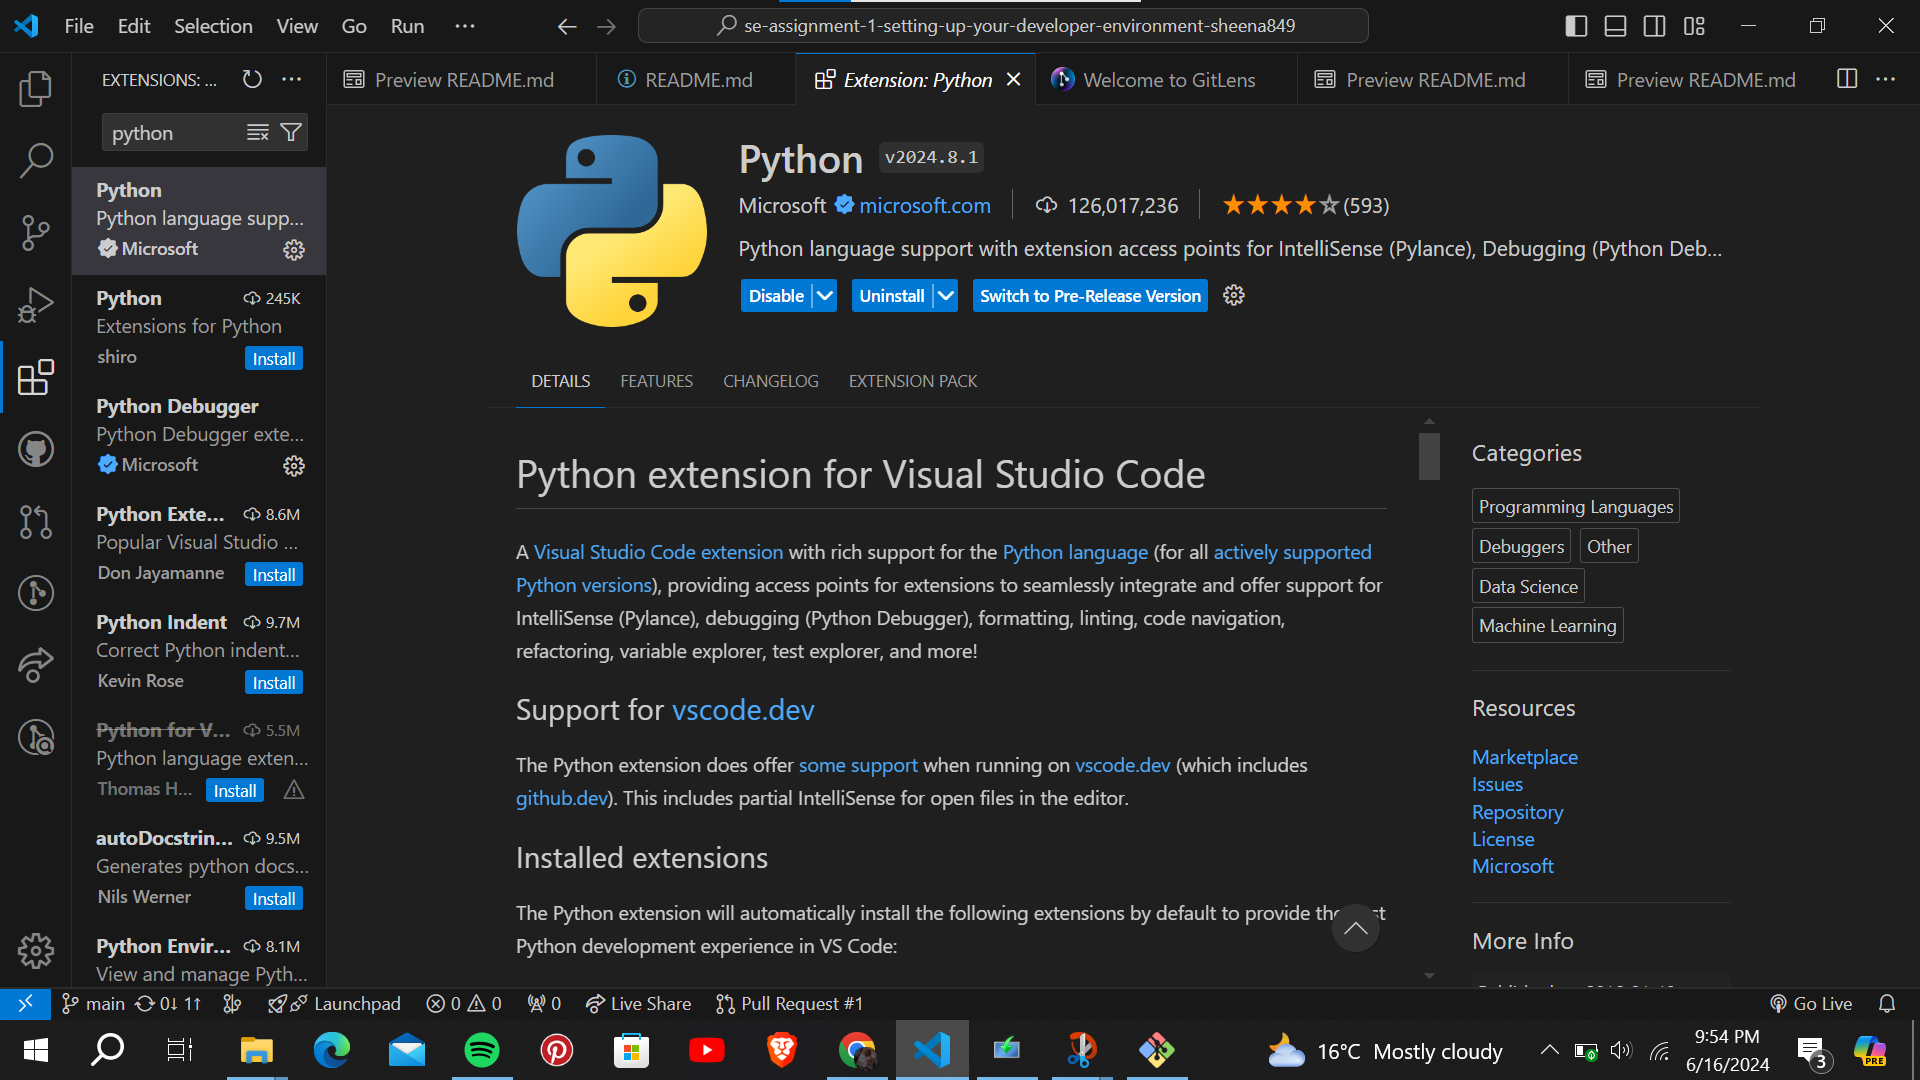 File Edit Selection View Go Run ···
se-assignment-1-setting-up-your-developer-environment-sheena849
EXTENSIONS: ...
Preview README.md
README.md
Extension: Python
Welcome to GitLens
Preview README.md
Preview README.md
python
Python
Python language supp...
Microsoft
Python 245K
Extensions for Python
shiro Install
Python Debugger
Python Debugger exte...
Microsoft
Python Exte... 8.6M
Popular Visual Studio ...
Don Jayamanne Install
Python Indent 9.7M
Correct Python indent...
Kevin Rose Install
Python for V... 5.5M
Python language exten...
Thomas H... Install
autoDocstrin... 9.5M
Generates python docs...
Nils Werner Install
Python Envir... 8.1M
View and manage Pyth...
Python v2024.8.1
Microsoft microsoft.com 126,017,236 (593)
Python language support with extension access points for IntelliSense (Pylance), Debugging (Python Deb...
Disable Uninstall Switch to Pre-Release Version
DETAILS FEATURES CHANGELOG EXTENSION PACK
Python extension for Visual Studio Code
A Visual Studio Code extension with rich support for the Python language (for all actively supported
Python versions), providing access points for extensions to seamlessly integrate and offer support for
IntelliSense (Pylance), debugging (Python Debugger), formatting, linting, code navigation,
refactoring, variable explorer, test explorer, and more!
Support for vscode.dev
The Python extension does offer some support when running on vscode.dev (which includes
github.dev). This includes partial IntelliSense for open files in the editor.
Installed extensions
The Python extension will automatically install the following extensions by default to provide
Python development experience in VS Code:
Categories
Programming Languages
Debuggers Other
Data Science
Machine Learning
Resources
Marketplace
Issues
Repository
License
Microsoft
More Info
main 0↓ 1↑ Launchpad 0 0 0 Live Share Pull Request #1 Go Live
16°C Mostly cloudy
9:54 PM
6/16/2024
3
PRE